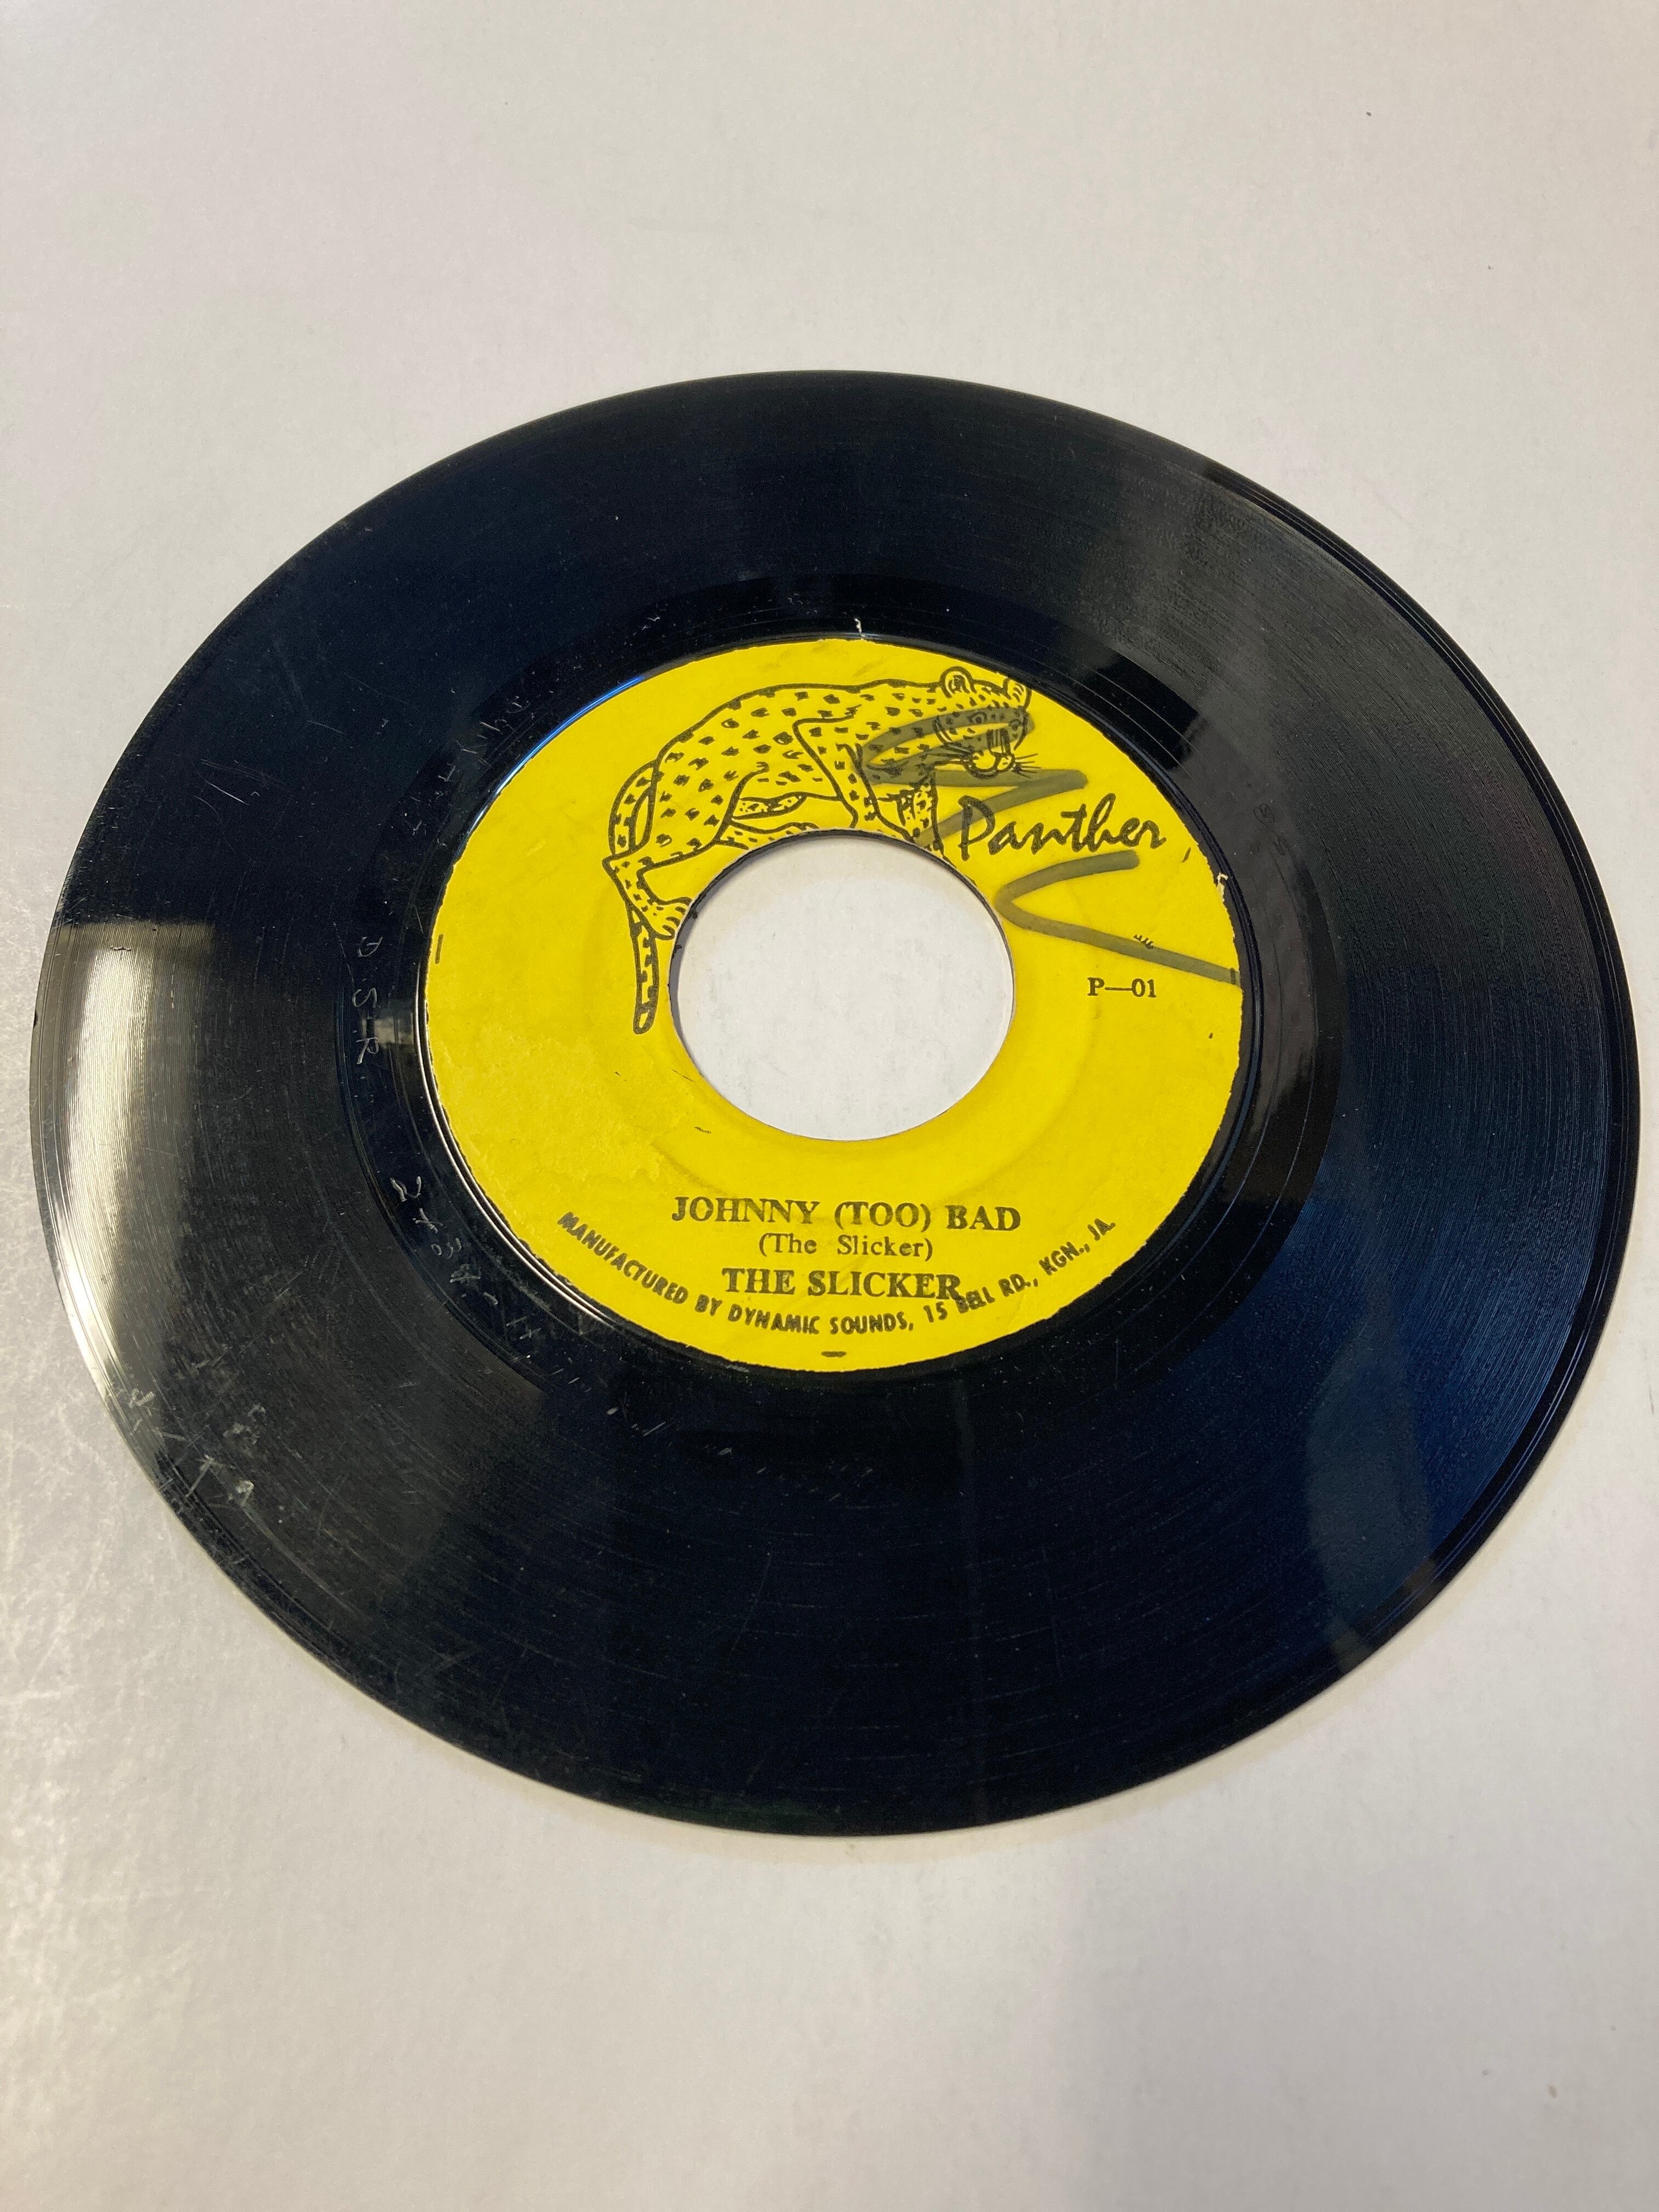 Panther
P—01
JOHNNY (TOO) BAD
(The Slicker)
THE SLICKER
MANUFACTURED BY DYNAMIC SOUNDS, 15 BELL RD., KGN., JA.